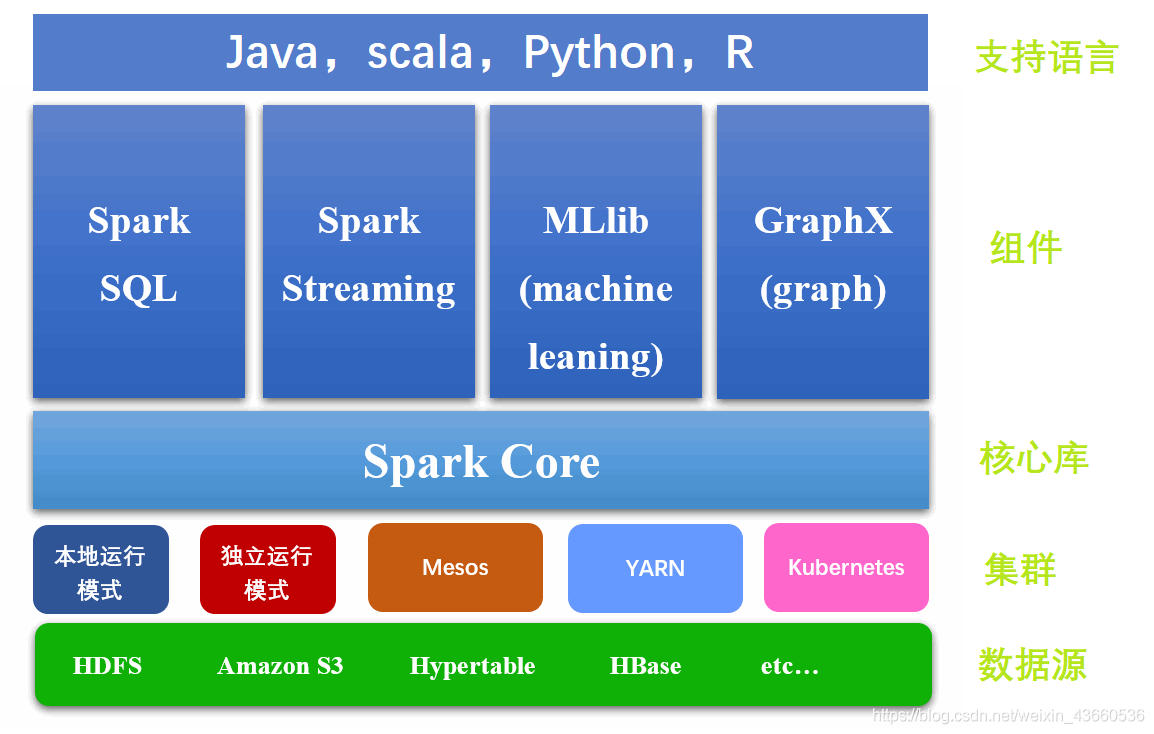 Java，scala，Python，R
支持语言
Spark
SQL
Spark
Streaming
MLlib
(machine
leaning)
GraphX
(graph)
组件
Spark Core
核心库
本地运行
模式
独立运行
模式
Mesos
YARN
Kubernetes
集群
HDFS
Amazon S3
Hypertable
HBase
etc…
数据源
https://blog.csdn.net/weixin_43660536